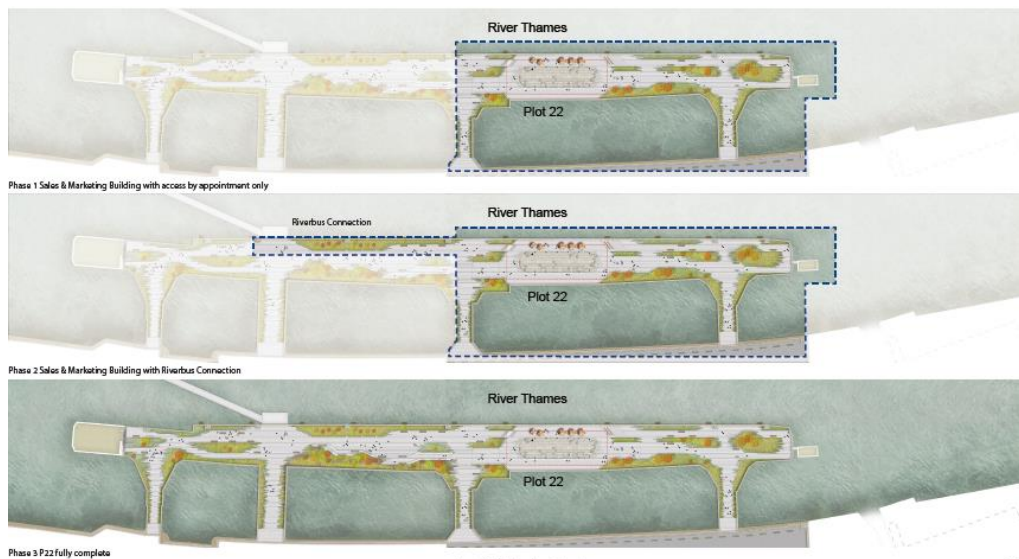 River Thames
Plot 22
Phase 1 Sales & Marketing Building with access by appointment only
River Thames
Riverbus Connection
Plot 22
Phase 2 Sales & Marketing Building with Riverbus Connection
River Thames
Plot 22
Phase 3 P22 fully complete